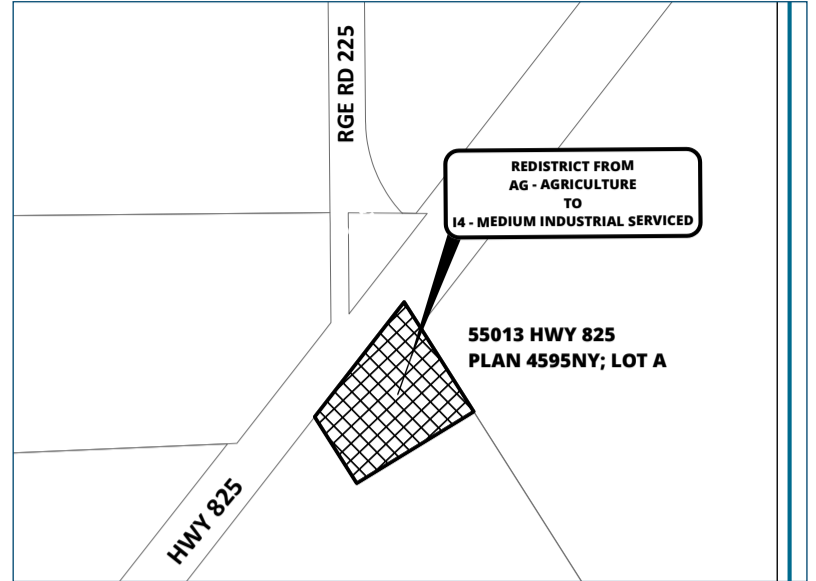 RGE RD 225
REDISTRICT FROM
AG - AGRICULTURE
TO
I4 - MEDIUM INDUSTRIAL SERVICED
55013 HWY 825
PLAN 4595NY; LOT A
HWY 825